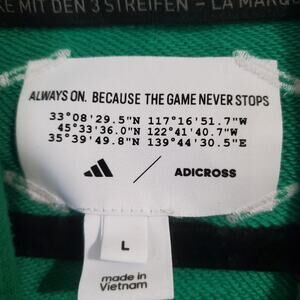 KE MIT DEN 3 STREIFEN – LA MARQU
ALWAYS ON. BECAUSE THE GAME NEVER STOPS
33°08'29.5"N 117°16'51.7"W
45°33'36.0"N 122°41'40.7"W
35°39'49.8"N 139°44'30.5"E
/ ADICROSS
L
made in
Vietnam